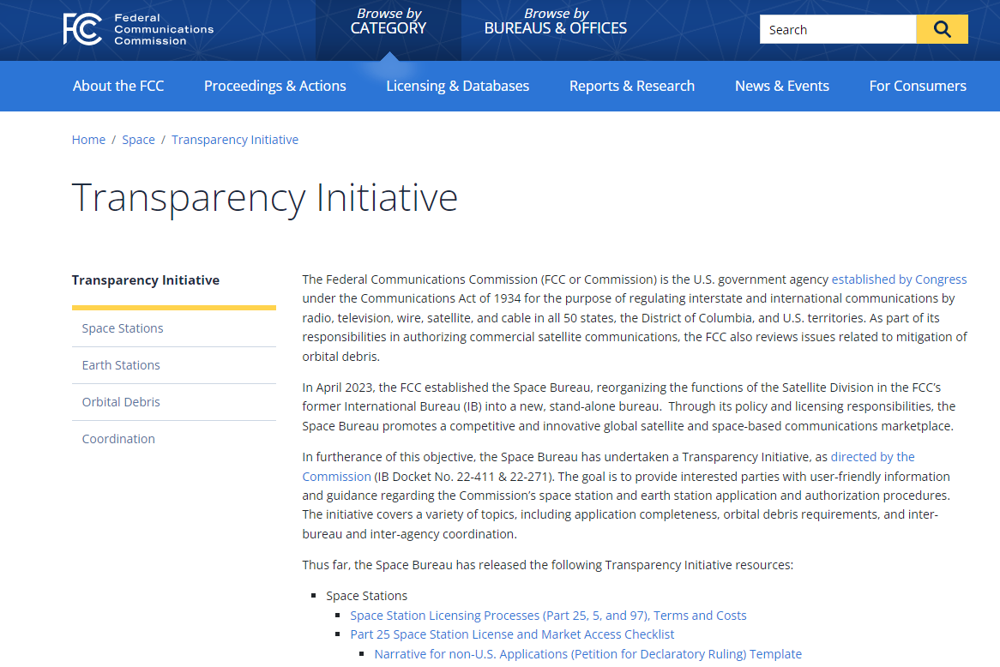 Federal
Communications
Commission
Browse by
CATEGORY
Browse by
BUREAUS & OFFICES
Search
About the FCC
Proceedings & Actions
Licensing & Databases
Reports & Research
News & Events
For Consumers
Home / Space / Transparency Initiative
Transparency Initiative
Transparency Initiative
Space Stations
Earth Stations
Orbital Debris
Coordination
The Federal Communications Commission (FCC or Commission) is the U.S. government agency established by Congress
under the Communications Act of 1934 for the purpose of regulating interstate and international communications by
radio, television, wire, satellite, and cable in all 50 states, the District of Columbia, and U.S. territories. As part of its
responsibilities in authorizing commercial satellite communications, the FCC also reviews issues related to mitigation of
orbital debris.
In April 2023, the FCC established the Space Bureau, reorganizing the functions of the Satellite Division in the FCC's
former International Bureau (IB) into a new, stand-alone bureau. Through its policy and licensing responsibilities, the
Space Bureau promotes a competitive and innovative global satellite and space-based communications marketplace.
In furtherance of this objective, the Space Bureau has undertaken a Transparency Initiative, as directed by the
Commission (IB Docket No. 22-411 & 22-271). The goal is to provide interested parties with user-friendly information
and guidance regarding the Commission's space station and earth station application and authorization procedures.
The initiative covers a variety of topics, including application completeness, orbital debris requirements, and inter-
bureau and inter-agency coordination.
Thus far, the Space Bureau has released the following Transparency Initiative resources:
Space Stations
Space Station Licensing Processes (Part 25, 5, and 97), Terms and Costs
Part 25 Space Station License and Market Access Checklist
Narrative for non-U.S. Applications (Petition for Declaratory Ruling) Template